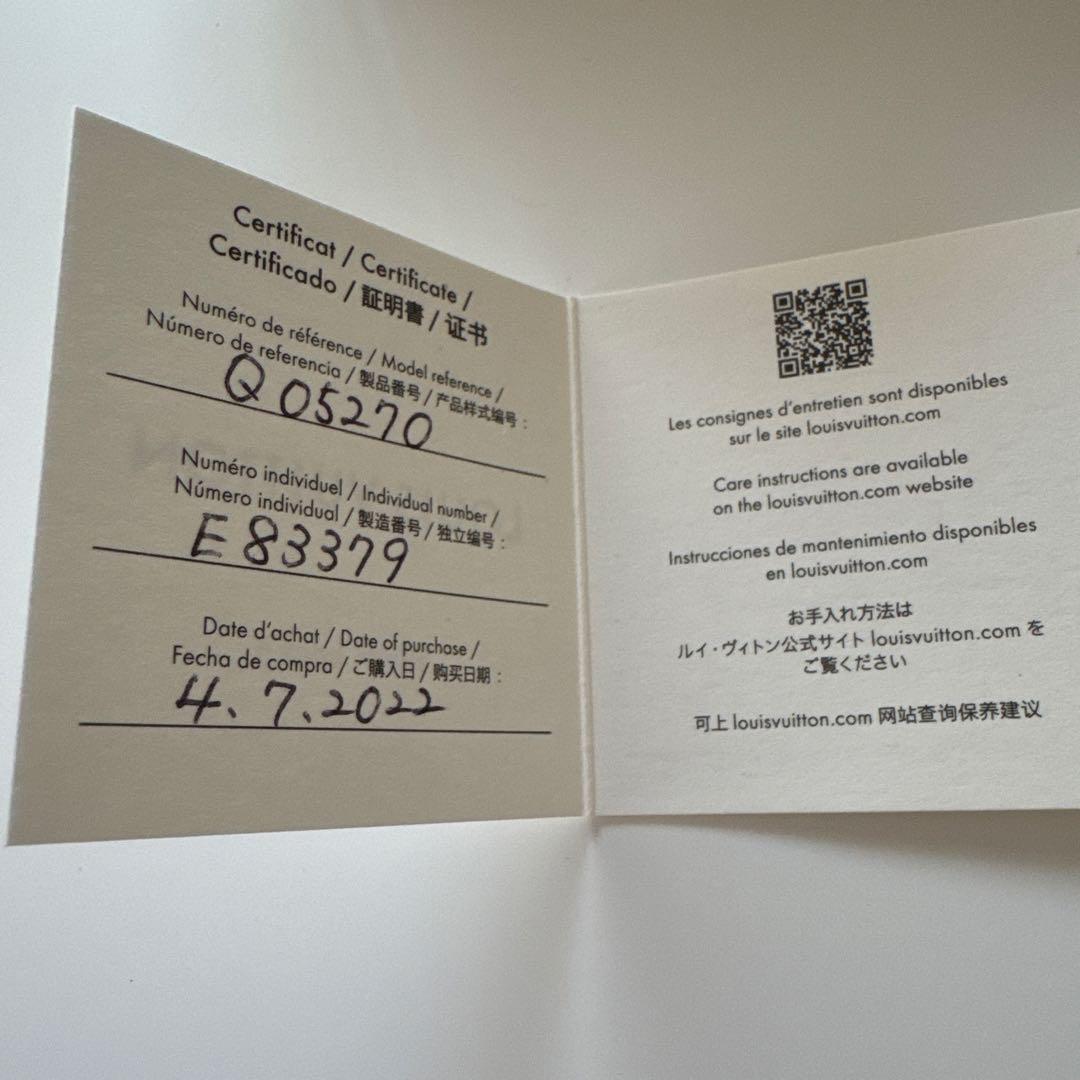 Certificat / Certificate /
Certificado / 証明書 / 证书
Numéro de référence / Model reference /
Número de referencia / 製品番号 / 产品样式编号 :
Q 05270
Numéro individuel / Individual number /
Número individual / 製造番号 / 独立编号 :
E 83379
Date d'achat / Date of purchase /
Fecha de compra / ご購入日 / 购买日期 :
4. 7. 2022
Les consignes d'entretien sont disponibles
sur le site louisvuitton.com
Care instructions are available
on the louisvuitton.com website
Instrucciones de mantenimiento disponibles
en louisvuitton.com
お手入れ方法は
ルイ・ヴィトン公式サイト louisvuitton.com を
ご覧ください
可上 louisvuitton.com 网站查询保养建议